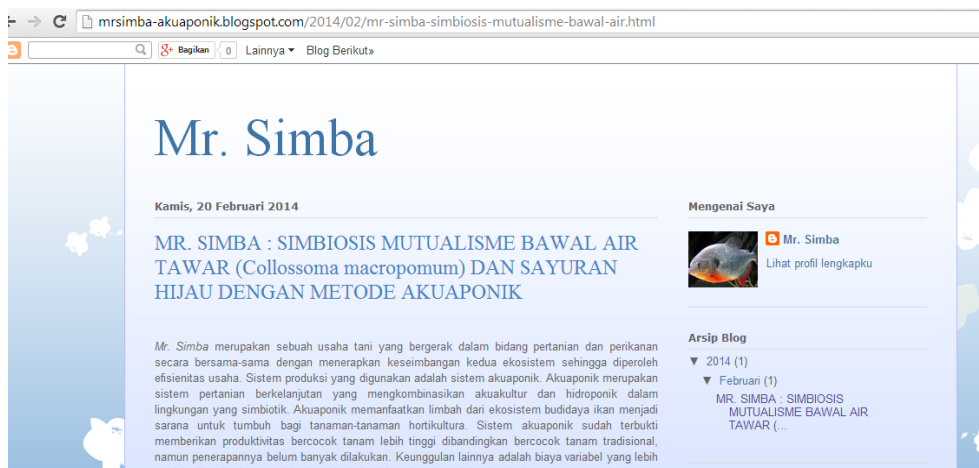 mrsimba-akuaponik.blogspot.com/2014/02/mr-simba-simbiosis-mutualisme-bawal-air.html
Bagikan 0 Lainnya ▾ Blog Berikut»
Mr. Simba
Kamis, 20 Februari 2014
MR. SIMBA : SIMBIOSIS MUTUALISME BAWAL AIR
TAWAR (Collossoma macropomum) DAN SAYURAN
HIJAU DENGAN METODE AKUAPONIK
Mr. Simba merupakan sebuah usaha tani yang bergerak dalam bidang pertanian dan perikanan
secara bersama-sama dengan menerapkan keseimbangan kedua ekosistem sehingga diperoleh
efisienitas usaha. Sistem produksi yang digunakan adalah sistem akuaponik. Akuaponik merupakan
sistem pertanian berkelanjutan yang mengkombinasikan akuakultur dan hidroponik dalam
lingkungan yang simbiotik. Akuaponik memanfaatkan limbah dari ekosistem budidaya ikan menjadi
sarana untuk tumbuh bagi tanaman-tanaman hortikultura. Sistem akuaponik sudah terbukti
memberikan produktivitas bercocok tanam lebih tinggi dibandingkan bercocok tanam tradisional,
namun penerapannya belum banyak dilakukan. Keunggulan lainnya adalah biaya variabel yang lebih
Mengenai Saya
Mr. Simba
Lihat profil lengkapku
Arsip Blog
▼ 2014 (1)
▼ Februari (1)
MR. SIMBA : SIMBIOSIS
MUTUALISME BAWAL AIR
TAWAR (...